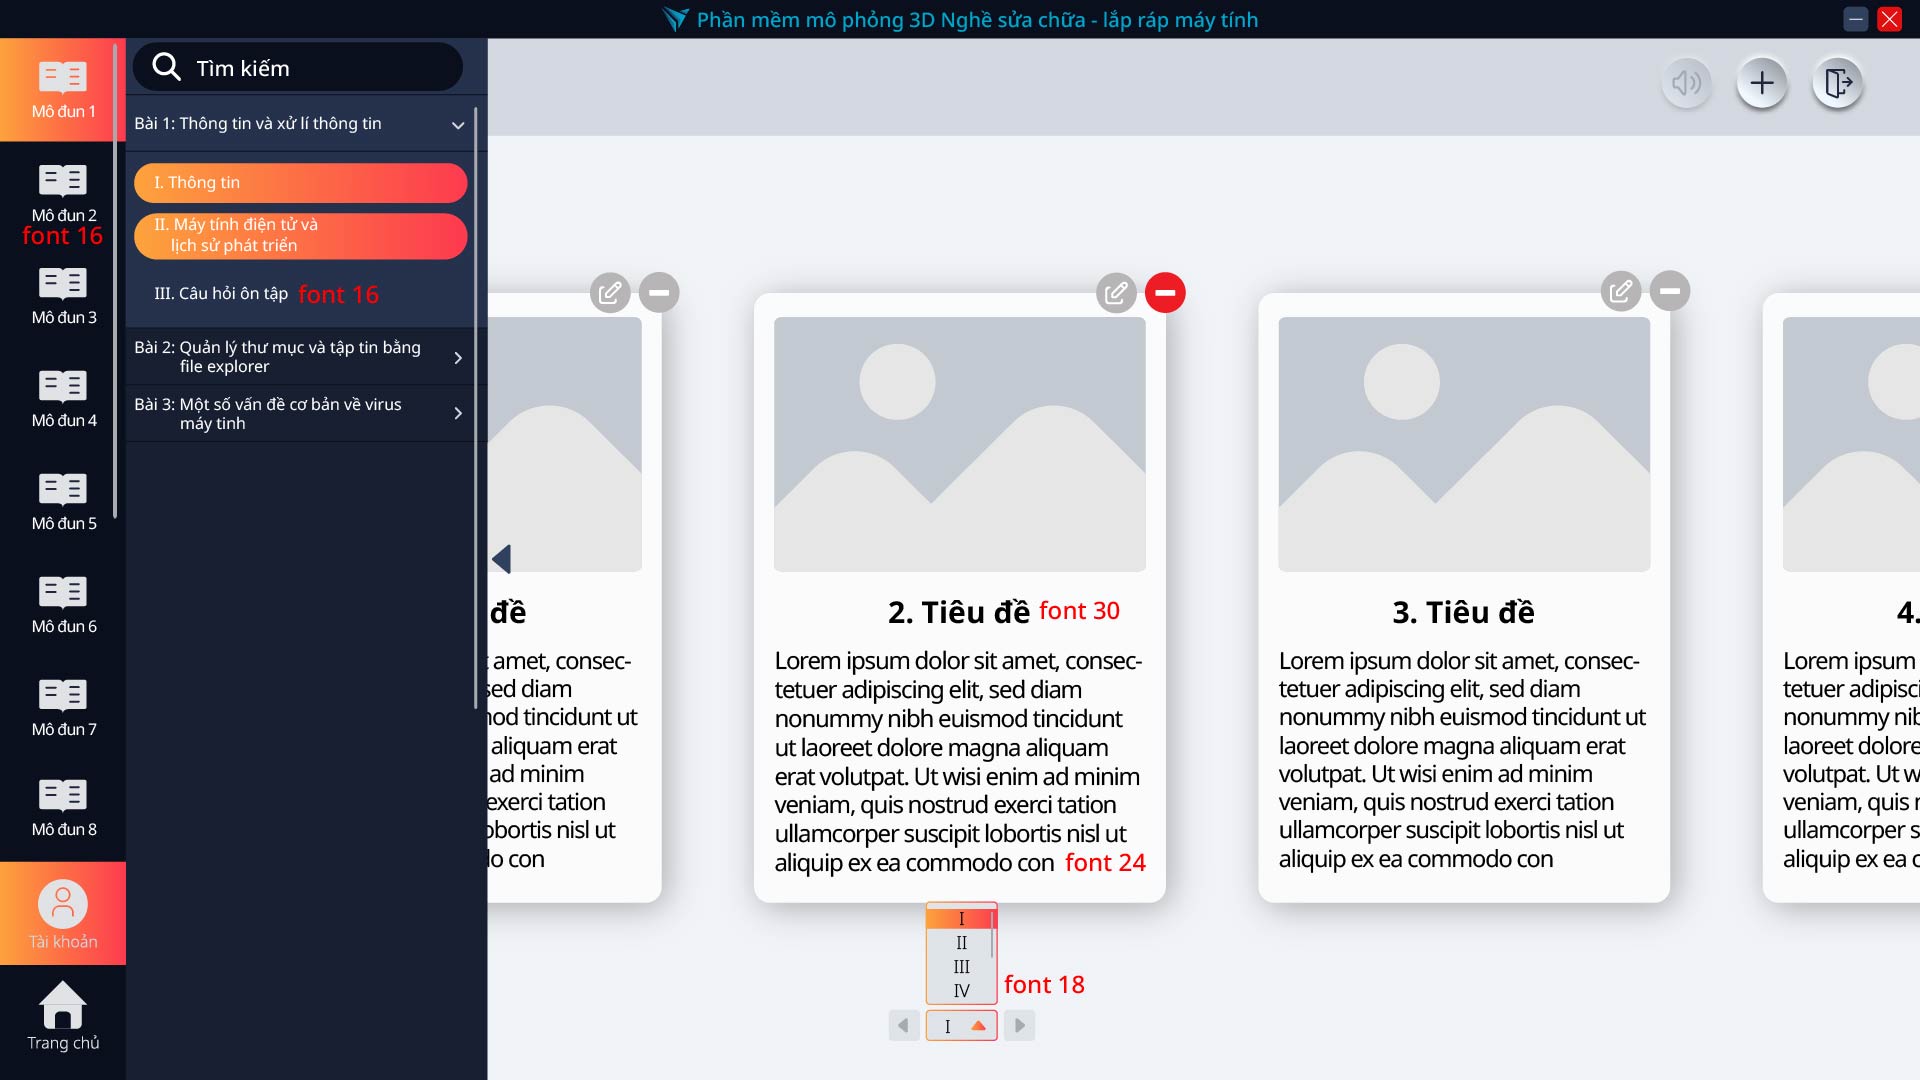 Phần mềm mô phỏng 3D Nghề sửa chữa - lắp ráp máy tính
Mô đun 1
Mô đun 2
font 16
Mô đun 3
Mô đun 4
Mô đun 5
Mô đun 6
Mô đun 7
Mô đun 8
Tài khoản
Trang chủ
Tìm kiếm
Bài 1: Thông tin và xử lí thông tin
I. Thông tin
II. Máy tính điện tử và
lịch sử phát triển
III. Câu hỏi ôn tập font 16
Bài 2: Quản lý thư mục và tập tin bằng
file explorer
Bài 3: Một số vấn đề cơ bản về virus
máy tinh
đề
amet, consec-
sed diam
tincidunt ut
aliquam erat
ad minim
exerci tation
nisl ut
con
2. Tiêu đề font 30
Lorem ipsum dolor sit amet, consec-
tetuer adipiscing elit, sed diam
nonummy nibh euismod tincidunt
ut laoreet dolore magna aliquam
erat volutpat. Ut wisi enim ad minim
veniam, quis nostrud exerci tation
ullamcorper suscipit lobortis nisl ut
aliquip ex ea commodo con font 24
3. Tiêu đề
Lorem ipsum dolor sit amet, consec-
tetuer adipiscing elit, sed diam
nonummy nibh euismod tincidunt ut
laoreet dolore magna aliquam erat
volutpat. Ut wisi enim ad minim
veniam, quis nostrud exerci tation
ullamcorper suscipit lobortis nisl ut
aliquip ex ea commodo con
4.
Lorem ipsum
tetuer
nonummy
laoreet dolore
volutpat. Ut
veniam, quis
ullamcorper
aliquip ex ea
I
II
III
IV
font 18
I